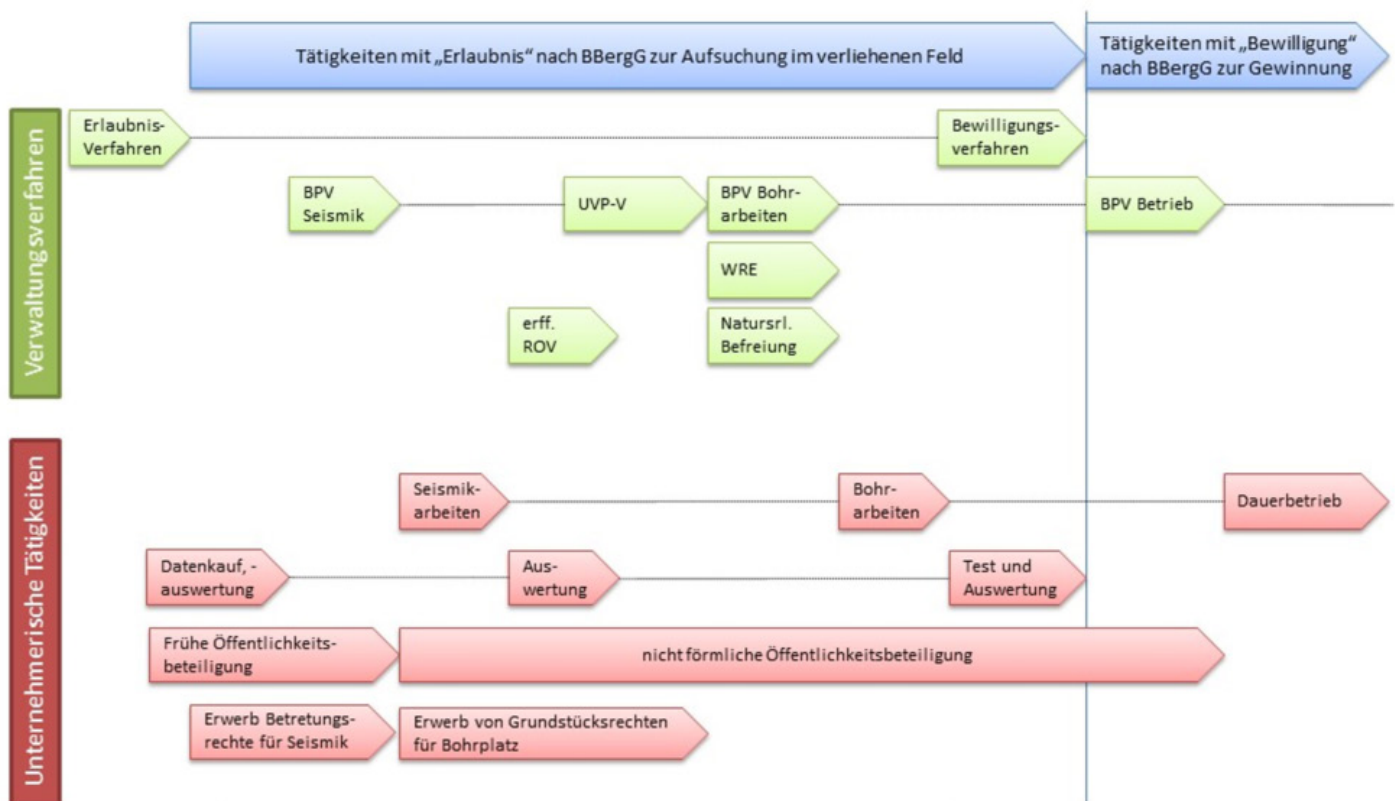 Tätigkeiten mit „Erlaubnis“ nach BBergG zur Aufsuchung im verliehenen Feld
Tätigkeiten mit „Bewilligung“
nach BBergG zur Gewinnung
Verwaltungsverfahren
Erlaubnis-
Verfahren
Bewilligungs-
verfahren
BPV
Seismik
UVP-V
BPV Bohr-
arbeiten
BPV Betrieb
WRE
erff.
ROV
Natursrl.
Befreiung
Unternehmerische Tätigkeiten
Seismik-
arbeiten
Bohr-
arbeiten
Dauerbetrieb
Datenkauf, -
auswertung
Aus-
wertung
Test und
Auswertung
Frühe Öffentlichkeits-
beteiligung
nicht förmliche Öffentlichkeitsbeteiligung
Erwerb Betretungs-
rechte für Seismik
Erwerb von Grundstücksrechten
für Bohrplatz